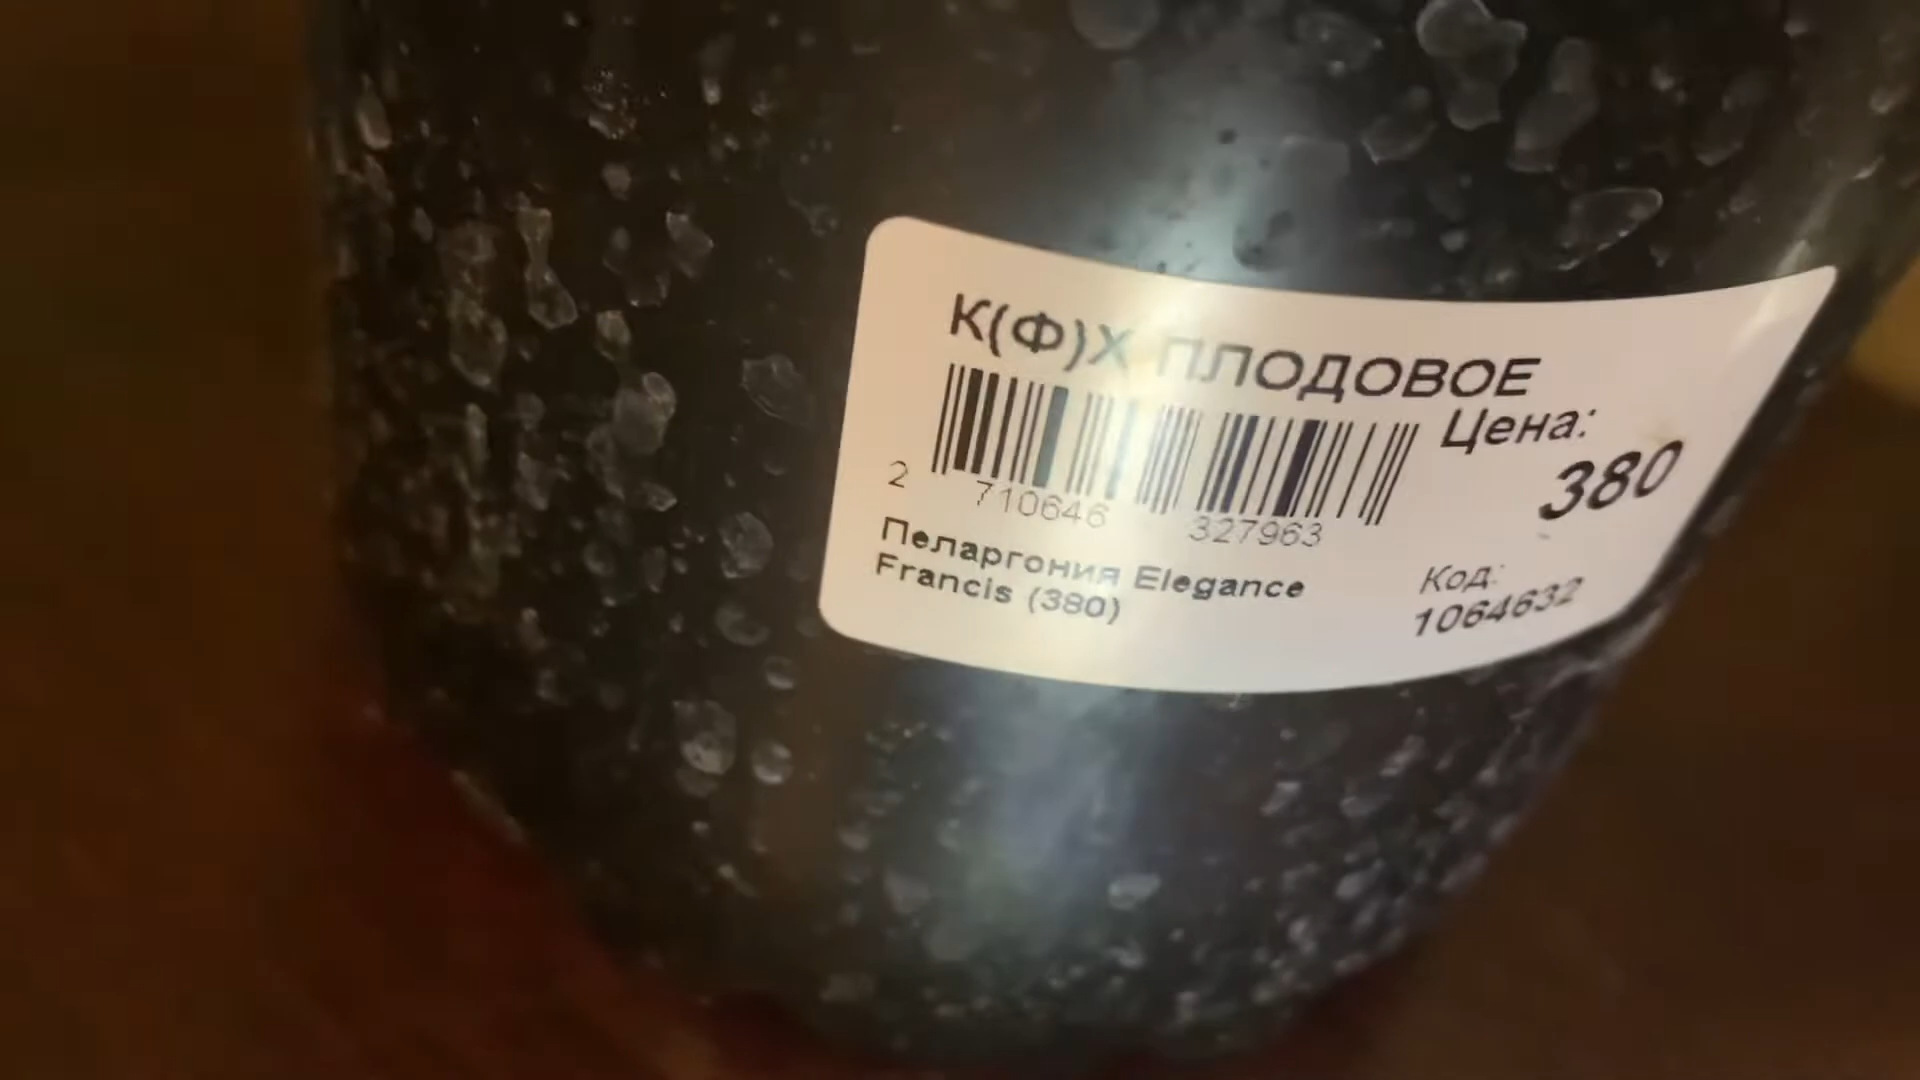 К(Ф)Х ПЛОДОВОЕ
Цена:
380
2 710646 327963
Пеларгония Elegance
Francis (380)
Код:
1064632